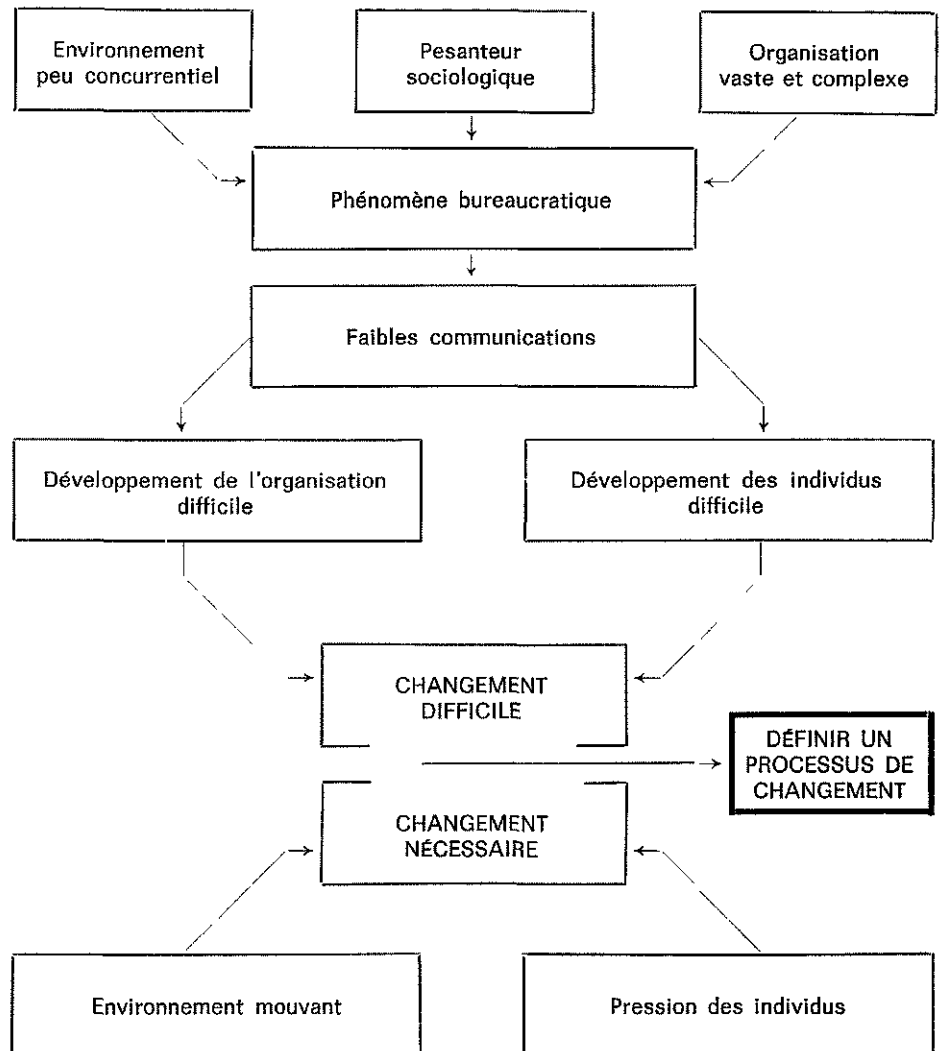 Environnement
peu concurrentiel
Pesanteur
sociologique
Organisation
vaste et complexe
Phénomène bureaucratique
Faibles communications
Développement de l'organisation
difficile
Développement des individus
difficile
CHANGEMENT
DIFFICILE
DÉFINIR UN
PROCESSUS DE
CHANGEMENT
CHANGEMENT
NÉCESSAIRE
Environnement mouvant
Pression des individus